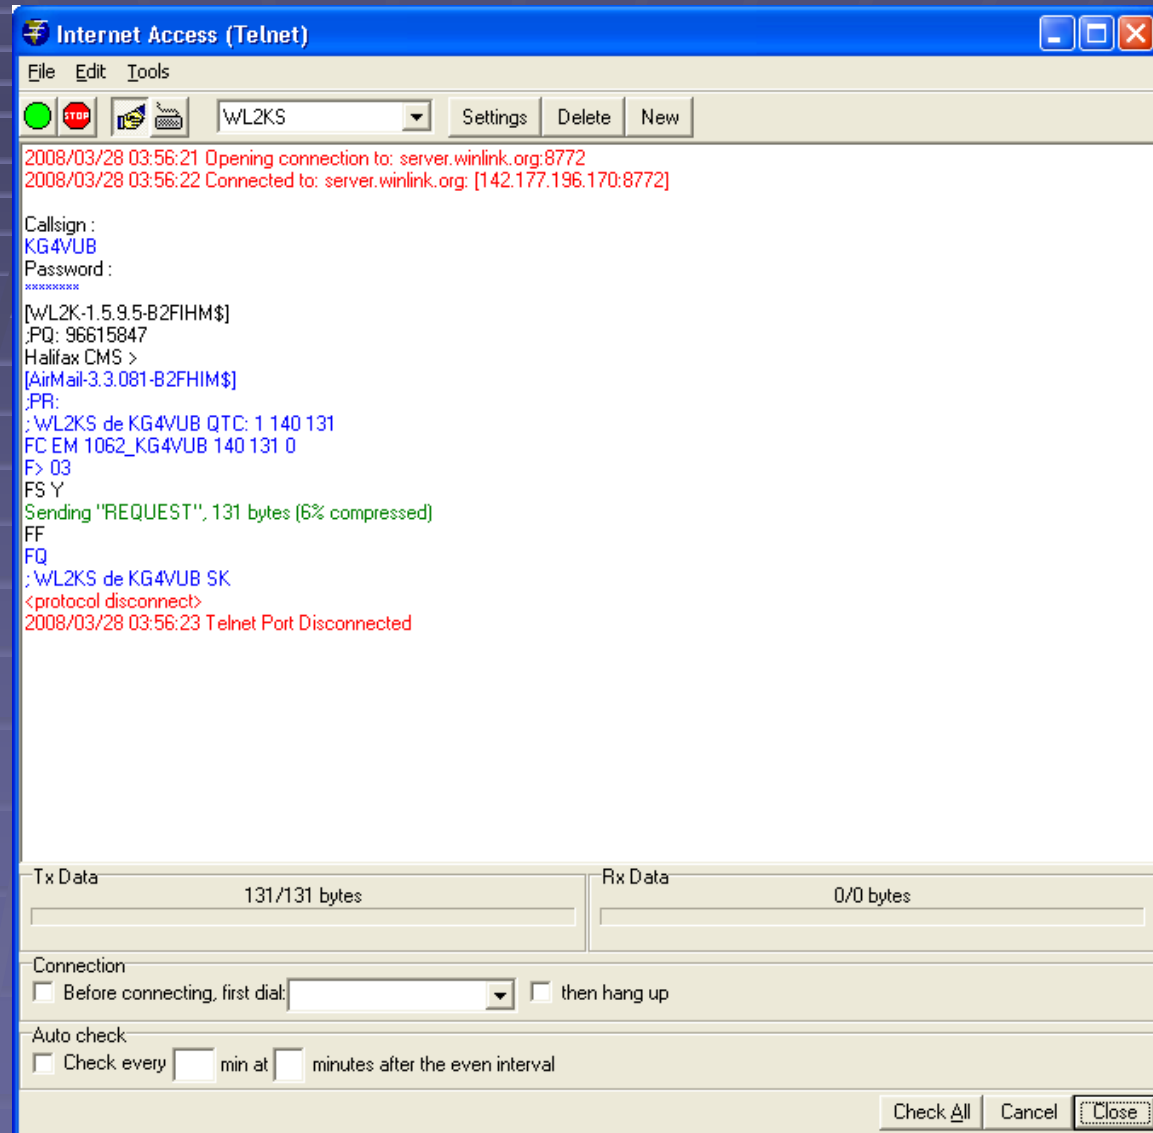 Internet Access (Telnet)
File Edit Tools
STOP WL2KS Settings Delete New
2008/03/28 03:56:21 Opening connection to: server.winlink.org:8772
2008/03/28 03:56:22 Connected to: server.winlink.org: [142.177.196.170:8772]
Callsign :
KG4VUB
Password :
********
[WL2K-1.5.9.5-B2FIHM$]
;PQ: 96615847
Halifax CMS >
[AirMail-3.3.081-B2FHIM$]
;PR:
; WL2KS de KG4VUB QTC: 1 140 131
FC EM 1062_KG4VUB 140 131 0
F> 03
FS Y
Sending "REQUEST", 131 bytes (6% compressed)
FF
FQ
; WL2KS de KG4VUB SK
<protocol disconnect>
2008/03/28 03:56:23 Telnet Port Disconnected
Tx Data Rx Data
131/131 bytes 0/0 bytes
Connection
Before connecting, first dial: then hang up
Auto check
Check every min at minutes after the even interval
Check All Cancel Close